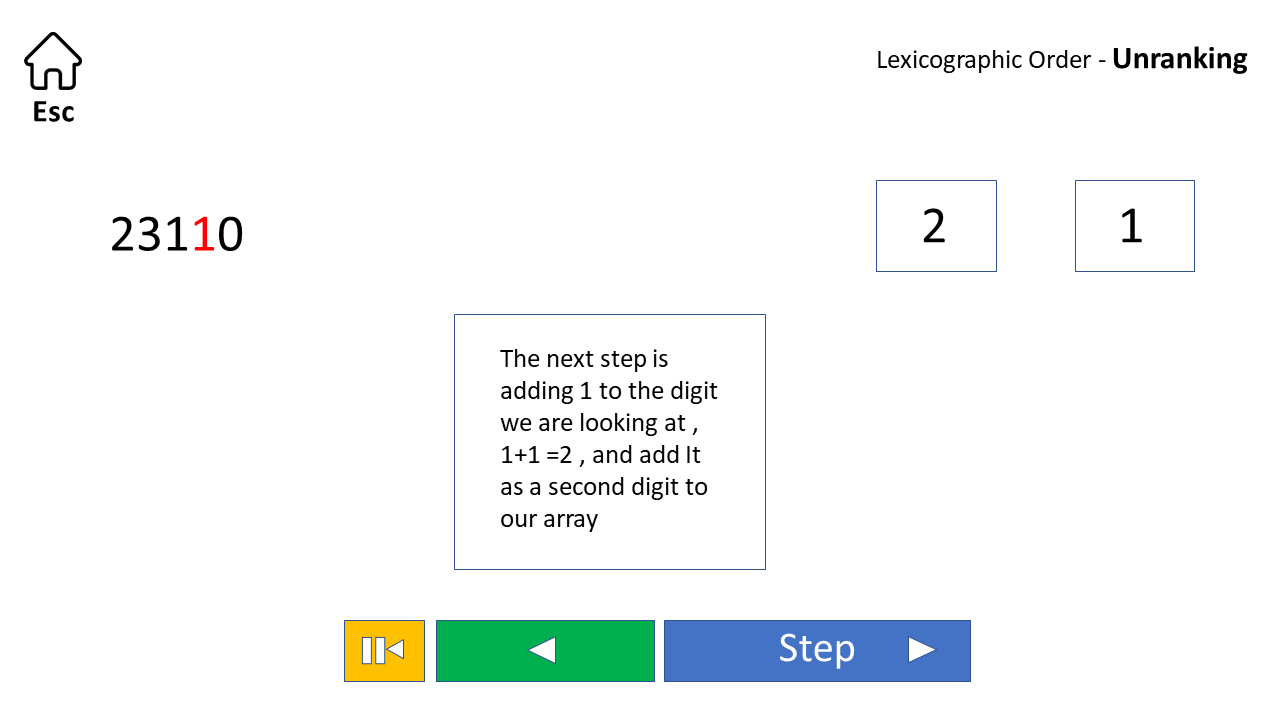 Lexicographic Order - Unranking
Esc
23110
2
1
The next step is
adding 1 to the digit
we are looking at ,
1+1 =2 , and add It
as a second digit to
our array
Step